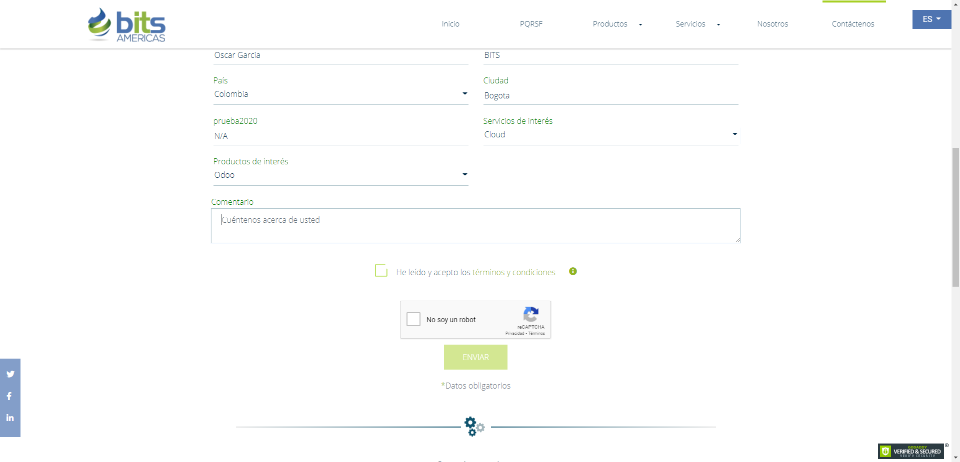 bits
AMERICAS
Inicio PQRSF Productos Servicios Nosotros Contáctenos ES
Oscar Garcia BITS
País Ciudad
Colombia Bogota
prueba2020 Servicios de interés
N/A Cloud
Productos de interés
Odoo
Comentario
Cuéntenos acerca de usted
He leido y acepto los términos y condiciones
No soy un robot
reCAPTCHA
Privacidad - Términos
ENVIAR
*Datos obligatorios
VERIFIED & SECURED